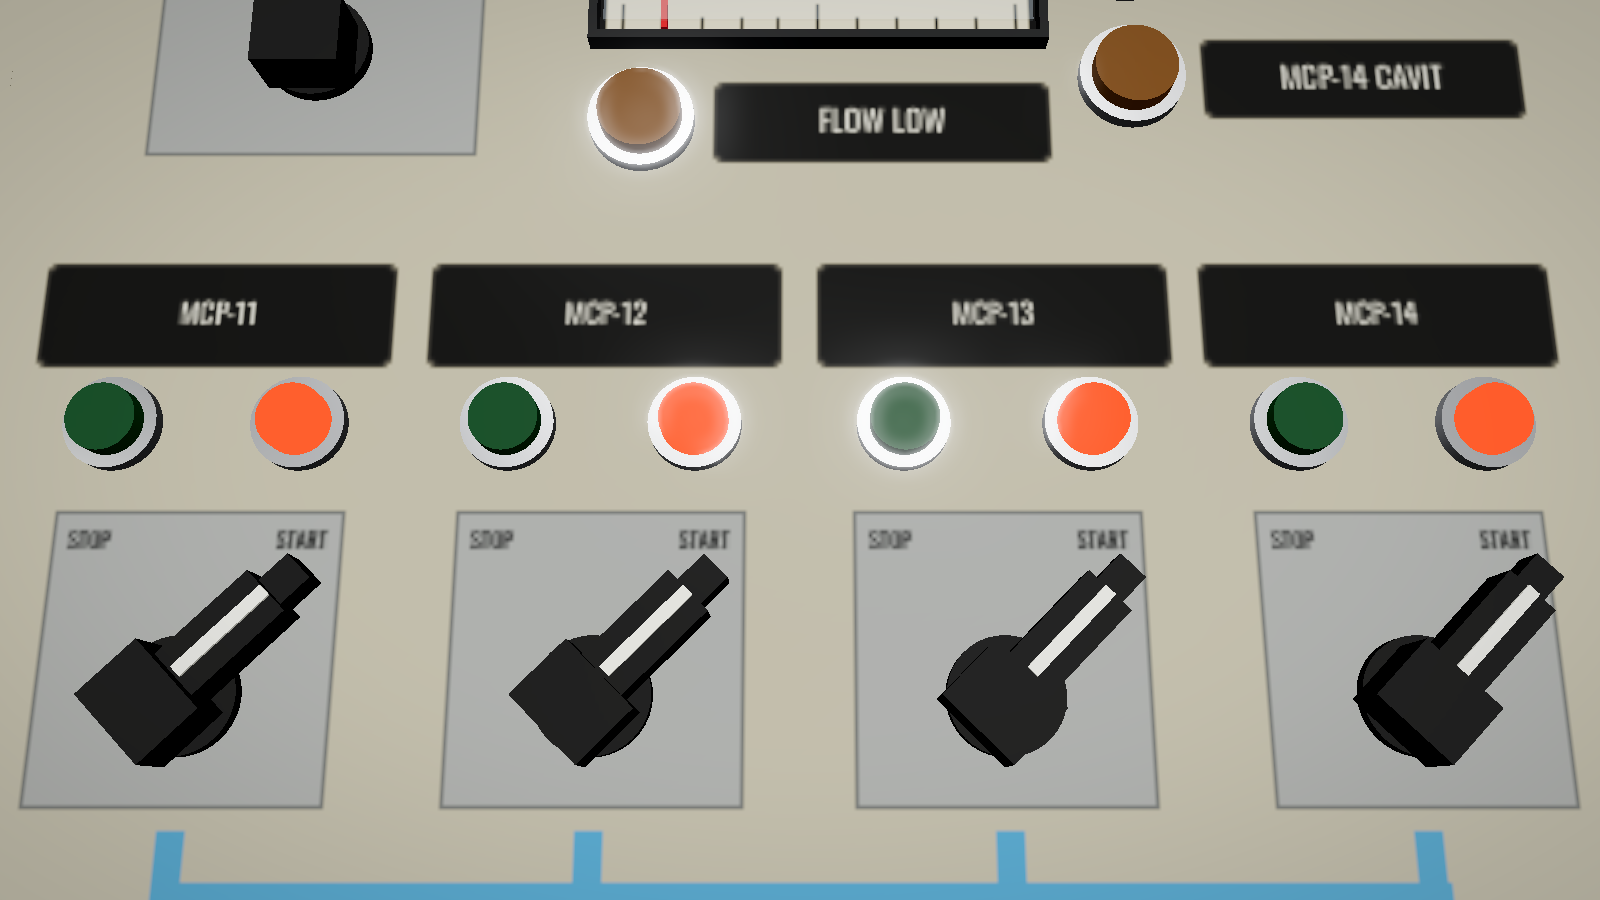 MCP-14 CAVIT
FLOW LOW
MCP-11
MCP-12
MCP-13
MCP-14
STOP
START
STOP
START
STOP
START
STOP
START